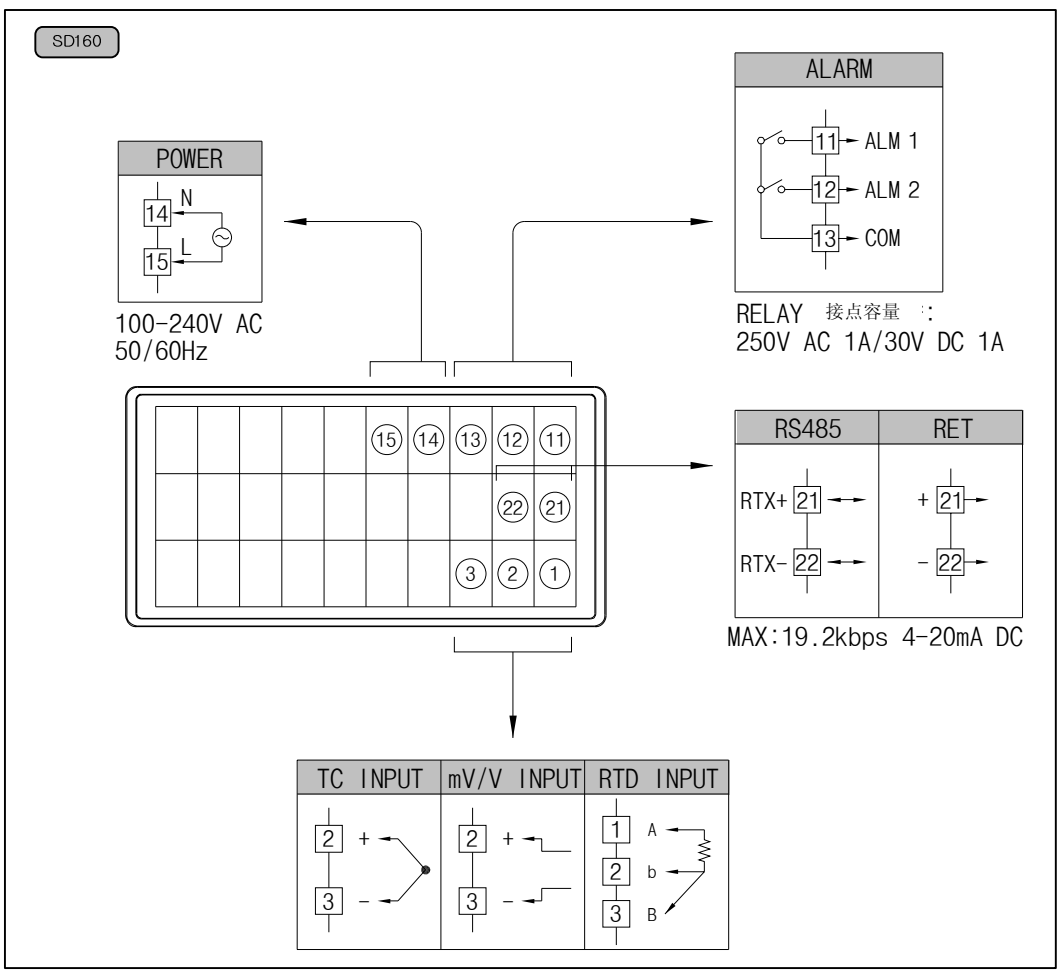 SD160
POWER
14 N
15 L
100-240V AC
50/60Hz
ALARM
11 ALM 1
12 ALM 2
13 COM
RELAY 接点容量 :
250V AC 1A/30V DC 1A
15 14 13 12 11
22 21
3 2 1
RS485 RET
RTX+ 21 + 21
RTX- 22 - 22
MAX:19.2kbps 4-20mA DC
TC INPUT mV/V INPUT RTD INPUT
2 + 2 + 1 A
2 b
3 - 3 - 3 B